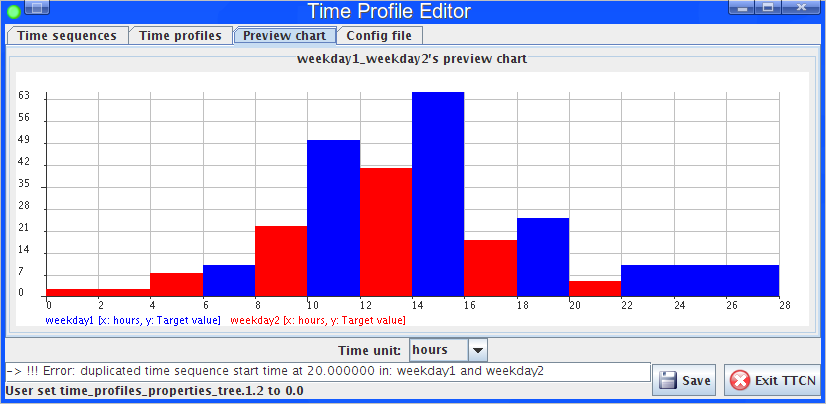 Time Profile Editor
Time sequences Time profiles Preview chart Config file
weekday1_weekday2's preview chart
63
56
49
42
35
28
21
14
7
0
0 2 4 6 8 10 12 14 16 18 20 22 24 26 28
weekday1 [x: hours, y: Target value] weekday2 [x: hours, y: Target value]
Time unit: hours
-> !!! Error: duplicated time sequence start time at 20.000000 in: weekday1 and weekday2
Save Exit TTCN
User set time_profiles_properties_tree.1.2 to 0.0